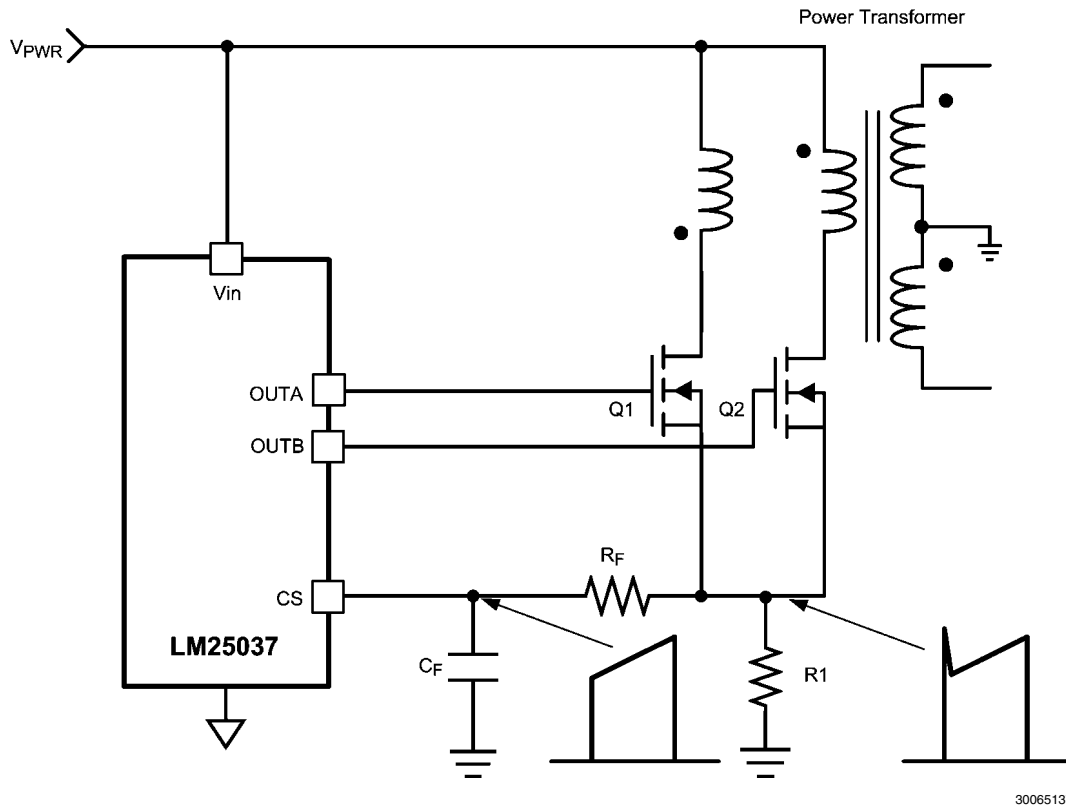 Power Transformer
VPWR
Vin
OUTA
Q1
Q2
OUTB
RF
CS
LM25037
CF
R1
3006513